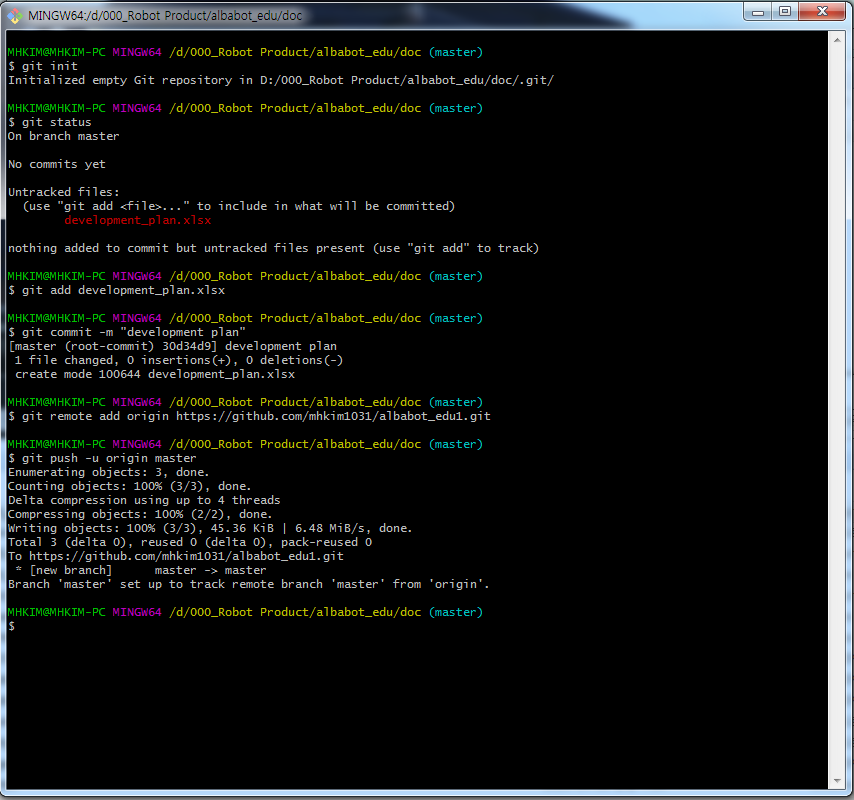 MINGW64:/d/000_Robot Product/albabot_edu/doc
MHKIM@MHKIM-PC MINGW64 /d/000_Robot Product/albabot_edu/doc (master)
$ git init
Initialized empty Git repository in D:/000_Robot Product/albabot_edu/doc/.git/
MHKIM@MHKIM-PC MINGW64 /d/000_Robot Product/albabot_edu/doc (master)
$ git status
On branch master
No commits yet
Untracked files:
(use "git add <file>..." to include in what will be committed)
development_plan.xlsx
nothing added to commit but untracked files present (use "git add" to track)
MHKIM@MHKIM-PC MINGW64 /d/000_Robot Product/albabot_edu/doc (master)
$ git add development_plan.xlsx
MHKIM@MHKIM-PC MINGW64 /d/000_Robot Product/albabot_edu/doc (master)
$ git commit -m "development plan"
[master (root-commit) 30d34d9] development plan
1 file changed, 0 insertions(+), 0 deletions(-)
create mode 100644 development_plan.xlsx
MHKIM@MHKIM-PC MINGW64 /d/000_Robot Product/albabot_edu/doc (master)
$ git remote add origin https://github.com/mhkim1031/albabot_edu1.git
MHKIM@MHKIM-PC MINGW64 /d/000_Robot Product/albabot_edu/doc (master)
$ git push -u origin master
Enumerating objects: 3, done.
Counting objects: 100% (3/3), done.
Delta compression using up to 4 threads
Compressing objects: 100% (2/2), done.
Writing objects: 100% (3/3), 45.36 KiB | 6.48 MiB/s, done.
Total 3 (delta 0), reused 0 (delta 0), pack-reused 0
To https://github.com/mhkim1031/albabot_edu1.git
* [new branch]      master -> master
Branch 'master' set up to track remote branch 'master' from 'origin'.
MHKIM@MHKIM-PC MINGW64 /d/000_Robot Product/albabot_edu/doc (master)
$